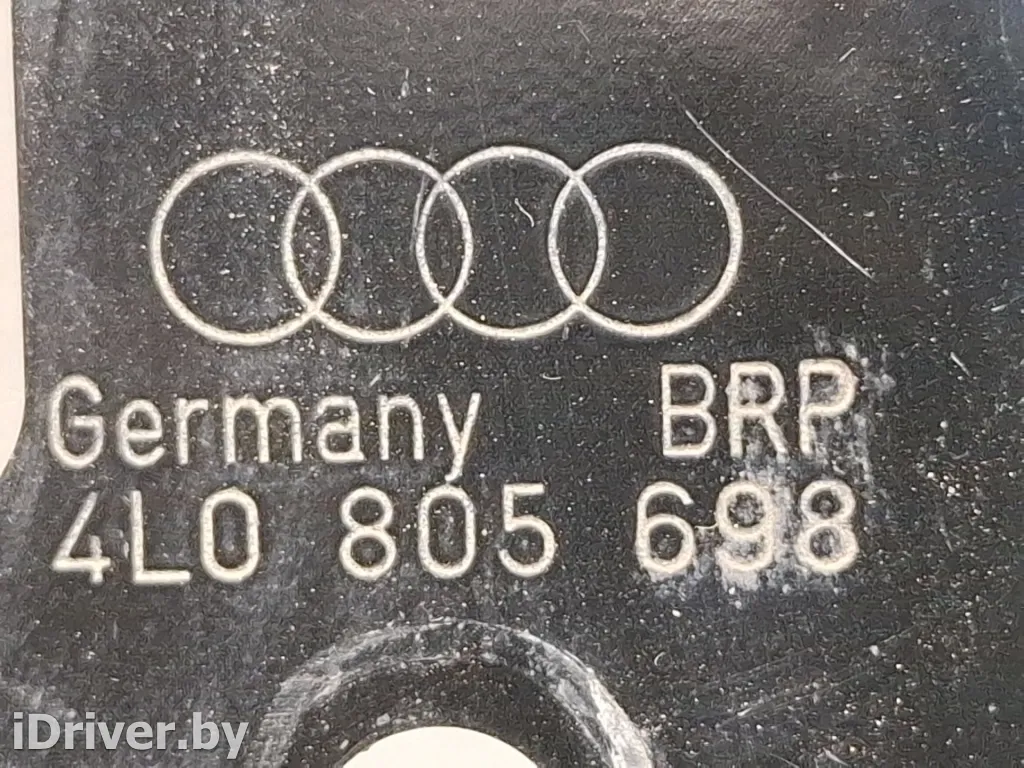 Germany BRP
4L0 805 698
iDriver.by